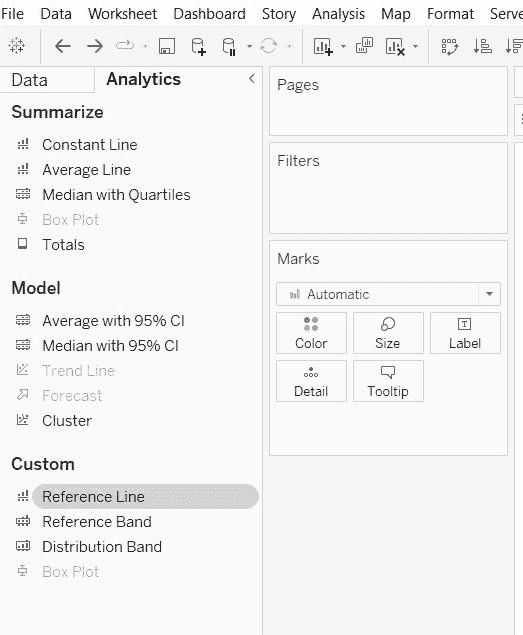 File Data Worksheet Dashboard Story Analysis Map Format Serve
Data Analytics
Summarize
Constant Line
Average Line
Median with Quartiles
Box Plot
Totals
Model
Average with 95% CI
Median with 95% CI
Trend Line
Forecast
Cluster
Custom
Reference Line
Reference Band
Distribution Band
Box Plot
Pages
Filters
Marks
Automatic
Color Size Label
Detail Tooltip